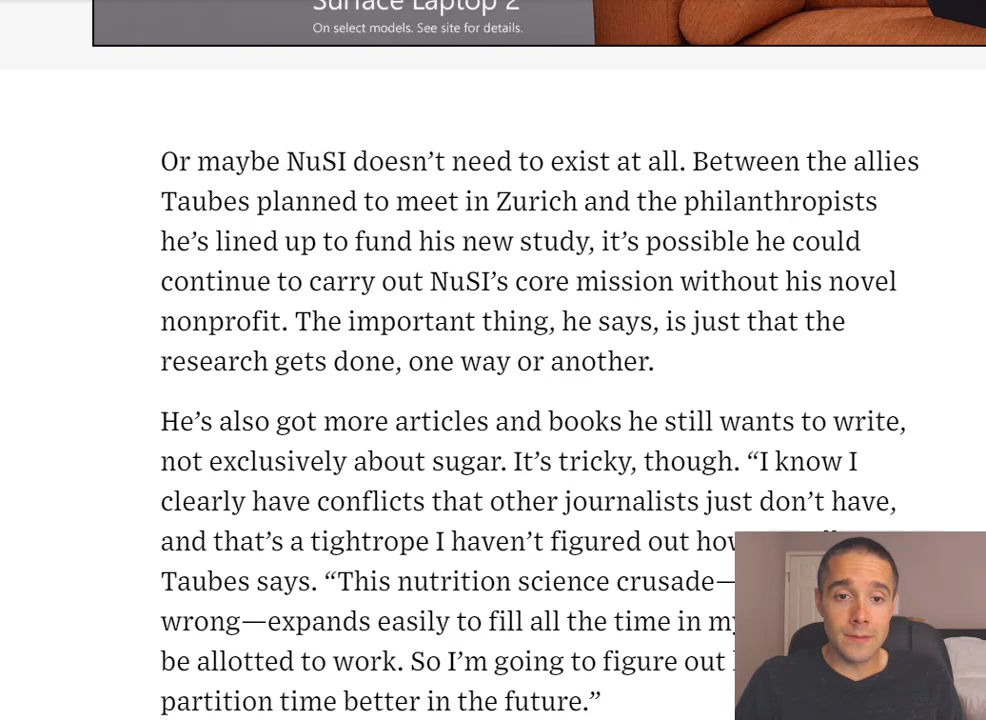 Surface Laptop 2
On select models. See site for details.
Or maybe NuSI doesn’t need to exist at all. Between the allies
Taubes planned to meet in Zurich and the philanthropists
he’s lined up to fund his new study, it’s possible he could
continue to carry out NuSI’s core mission without his novel
nonprofit. The important thing, he says, is just that the
research gets done, one way or another.
He’s also got more articles and books he still wants to write,
not exclusively about sugar. It’s tricky, though. “I know I
clearly have conflicts that other journalists just don’t have,
and that’s a tightrope I haven’t figured out
Taubes says. “This nutrition science crusade—
wrong—expands easily to fill all the time in
be allotted to work. So I’m going to figure out
partition time better in the future.”